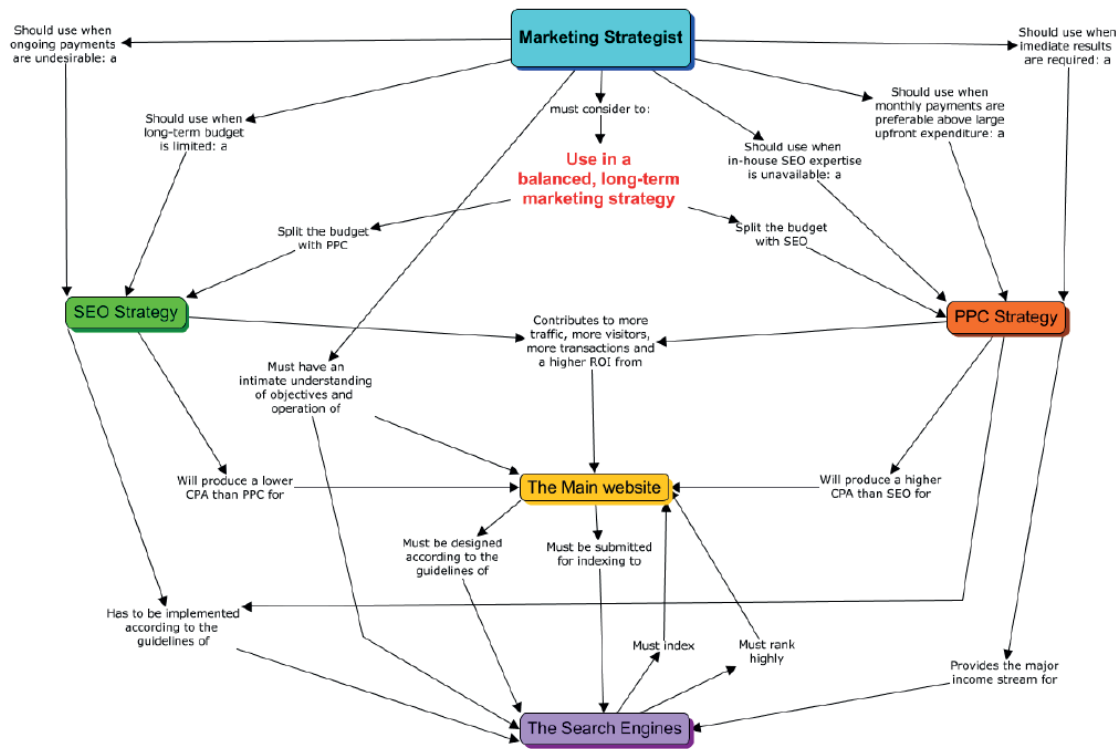 Marketing Strategist
Should use when
ongoing payments
are undesirable: a
Should use when
imediate results
are required: a
Should use when
long-term budget
is limited: a
must consider to:
Should use when
monthly payments are
preferable above large
upfront expenditure: a
Should use when
in-house SEO expertise
is unavailable: a
Use in a
balanced, long-term
marketing strategy
Split the budget
with PPC
Split the budget
with SEO
SEO Strategy
PPC Strategy
Contributes to more
traffic, more visitors,
more transactions and
a higher ROI from
Must have an
intimate understanding
of objectives and
operation of
Will produce a lower
CPA than PPC for
The Main website
Will produce a higher
CPA than SEO for
Must be designed
according to the
guidelines of
Must be submitted
for indexing to
Has to be implemented
according to the
guidelines of
Must index
Must rank
highly
Provides the major
income stream for
The Search Engines